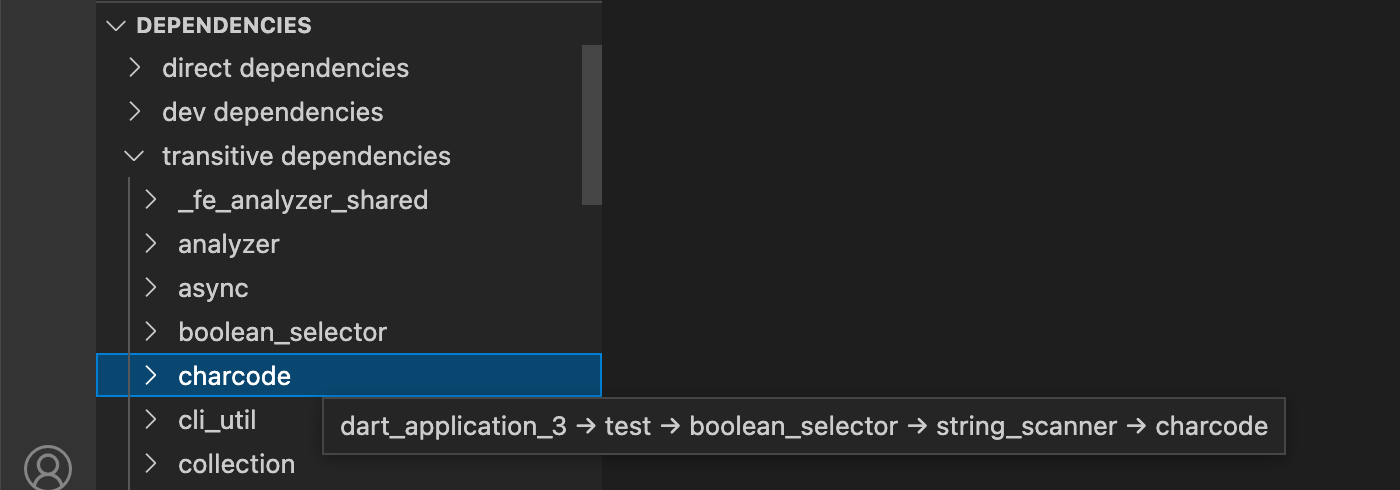 DEPENDENCIES
direct dependencies
dev dependencies
transitive dependencies
_fe_analyzer_shared
analyzer
async
boolean_selector
charcode
cli_util
dart_application_3 → test → boolean_selector → string_scanner → charcode
collection